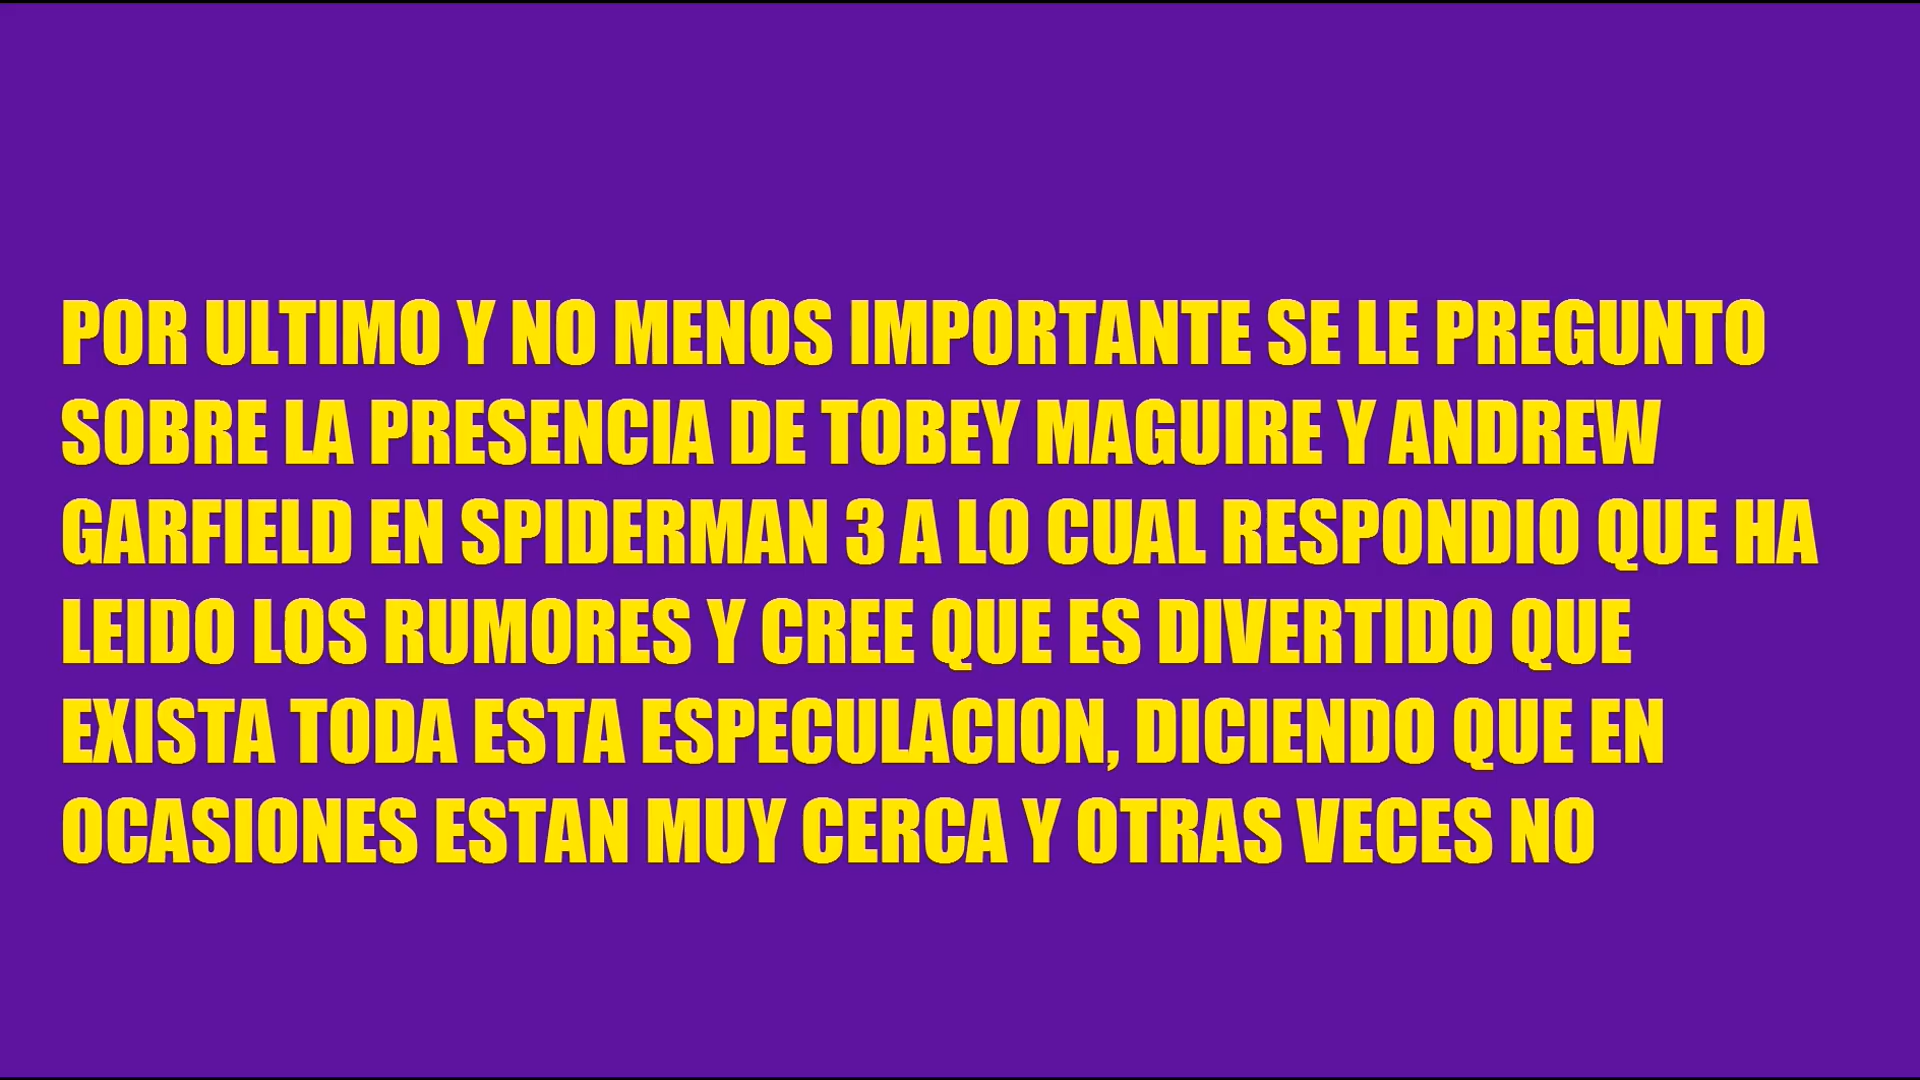 POR ULTIMO Y NO MENOS IMPORTANTE SE LE PREGUNTO
SOBRE LA PRESENCIA DE TOBEY MAGUIRE Y ANDREW
GARFIELD EN SPIDERMAN 3 A LO CUAL RESPONDIO QUE HA
LEIDO LOS RUMORES Y CREE QUE ES DIVERTIDO QUE
EXISTA TODA ESTA ESPECULACION, DICIENDO QUE EN
OCASIONES ESTAN MUY CERCA Y OTRAS VECES NO